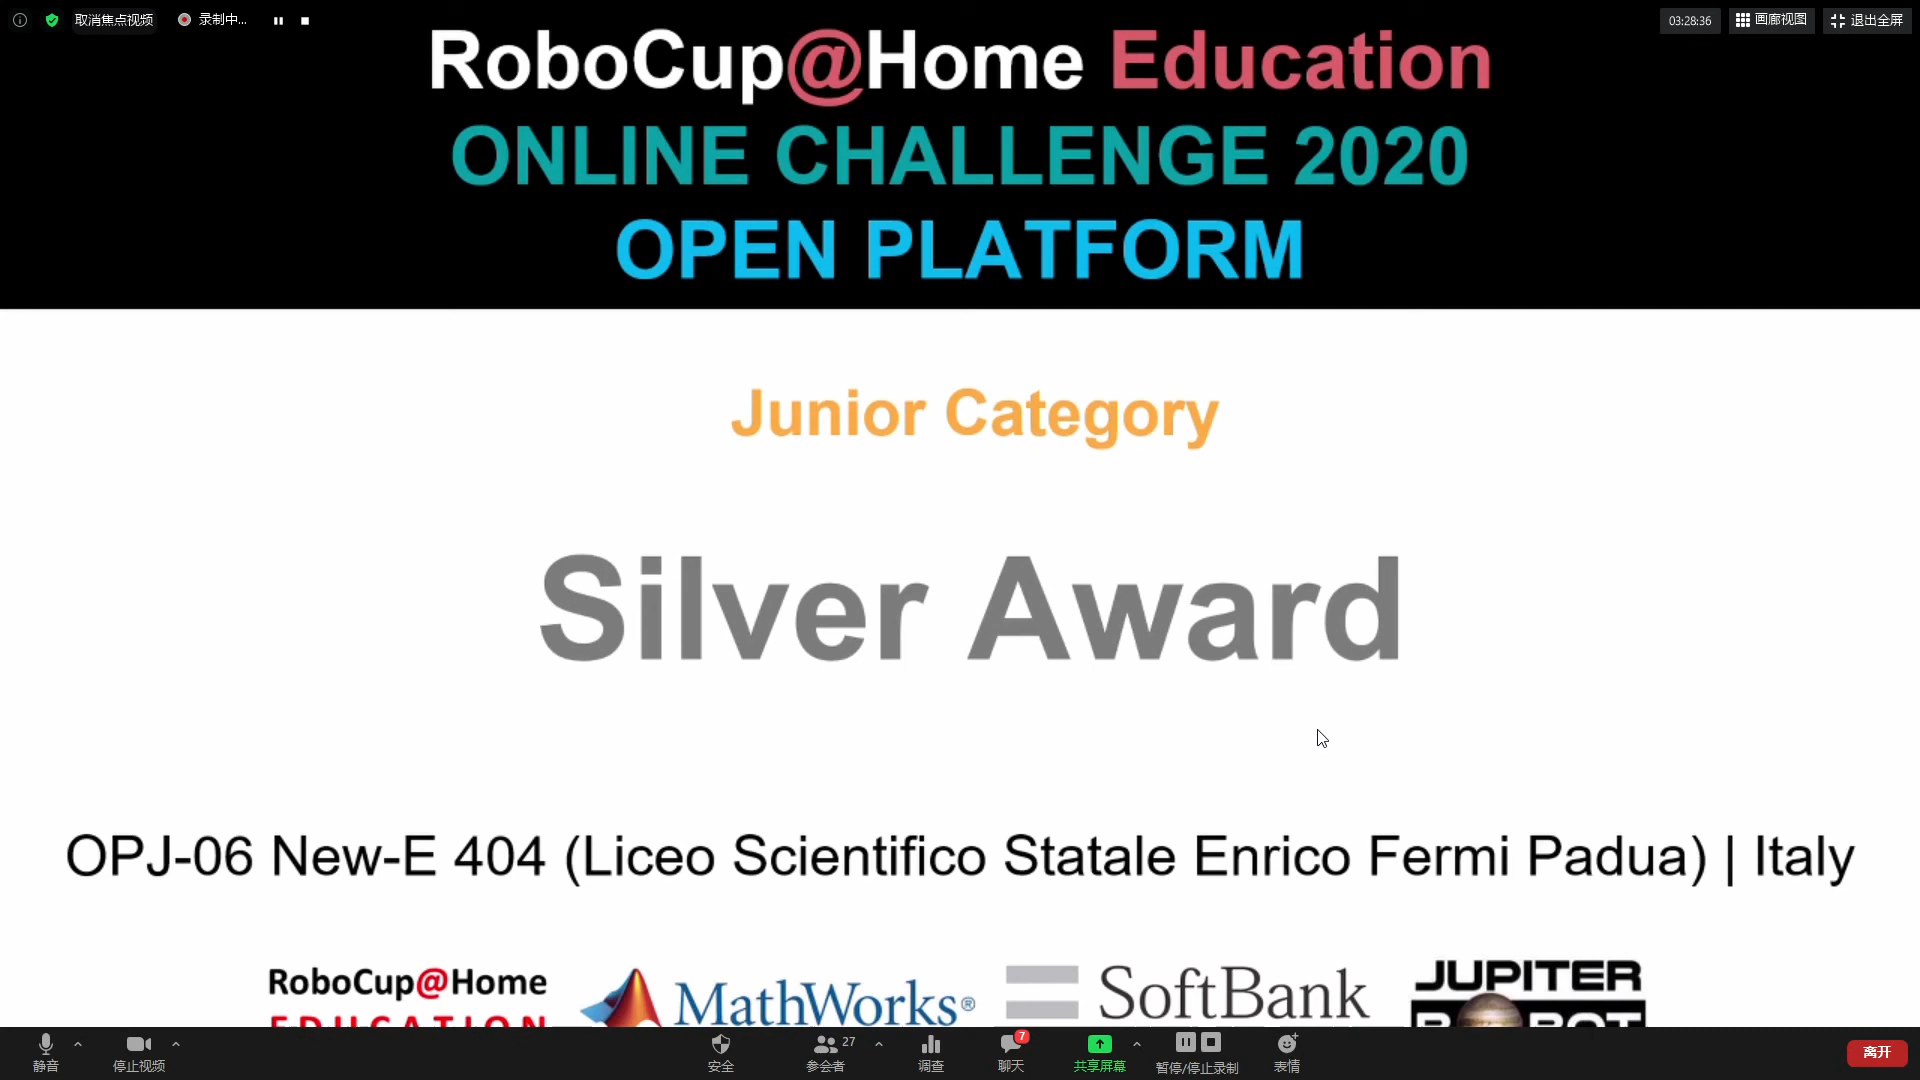 取消焦点视频 录制中... 03:28:36 画廊视图 退出全屏
RoboCup@Home Education
ONLINE CHALLENGE 2020
OPEN PLATFORM
Junior Category
Silver Award
OPJ-06 New-E 404 (Liceo Scientifico Statale Enrico Fermi Padua) | Italy
RoboCup@Home MathWorks® SoftBank JUPITER
EDUCATION ROBOT
27 7
静音 停止视频 安全 参会者 调查 聊天 共享屏幕 暂停/停止录制 表情 离开